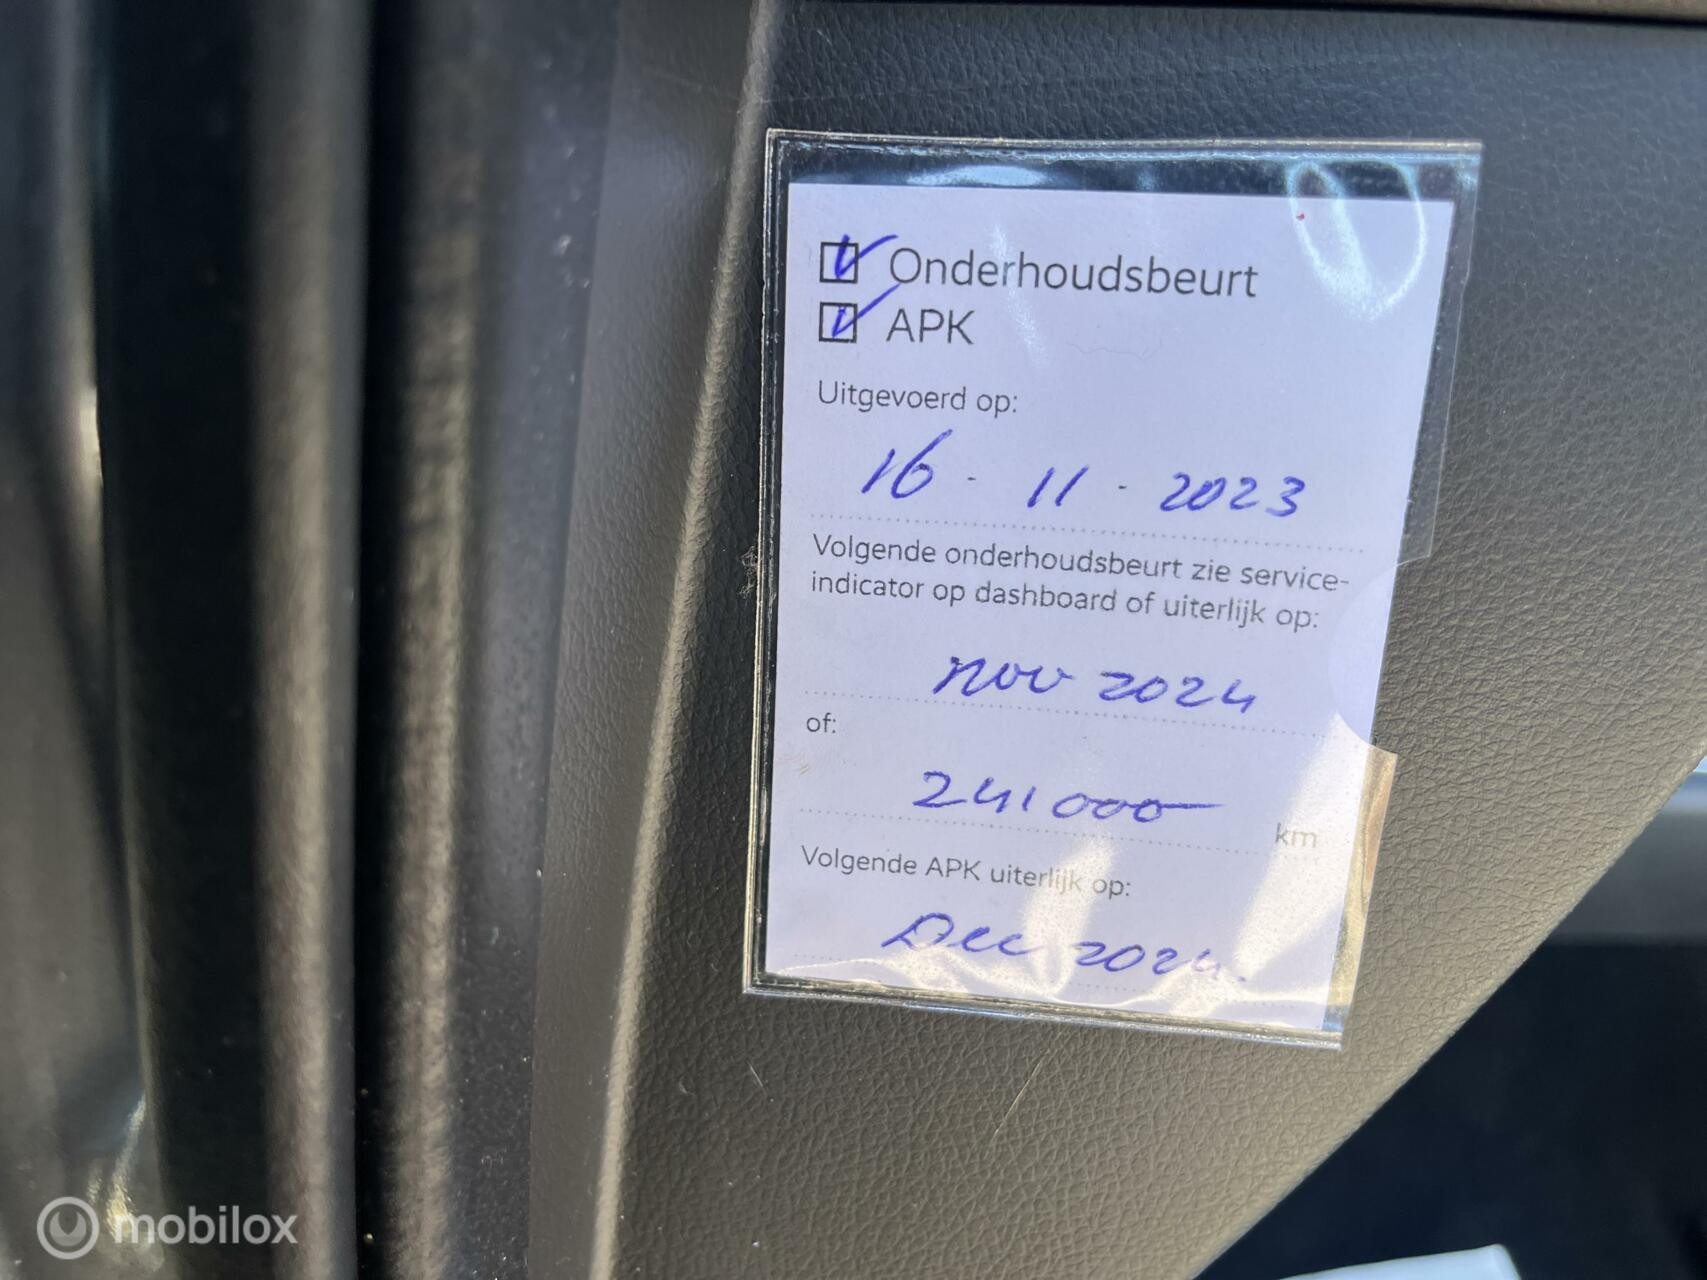 Onderhoudsbeurt
APK
Uitgevoerd op:
16 - 11 - 2023
Volgende onderhoudsbeurt zie service-
indicator op dashboard of uiterlijk op:
nov 2024
of:
241000 km
Volgende APK uiterlijk op:
Dec 2024.
mobilox